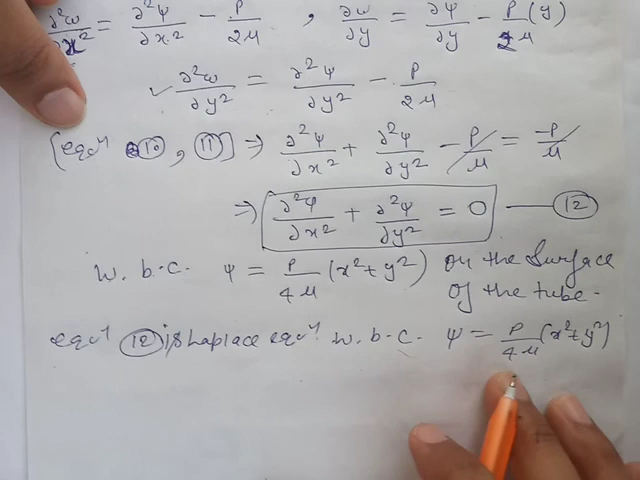 ∂²ω/∂x² = ∂²ψ/∂x² - P/2μ , ∂ω/∂y = ∂ψ/∂y - P/2μ (y)
✓ ∂²ω/∂y² = ∂²ψ/∂y² - P/2μ
[eqn 10, 11] ⇒ ∂²ψ/∂x² + ∂²ψ/∂y² - P/μ = -P/μ
⇒ ∂²ψ/∂x² + ∂²ψ/∂y² = 0 — 12
W. b.c. ψ = P/4μ (x²+y²) on the surface
of the tube.
eqn 12 is Laplace eqn W. b.c. ψ = P/4μ (x²+y²)